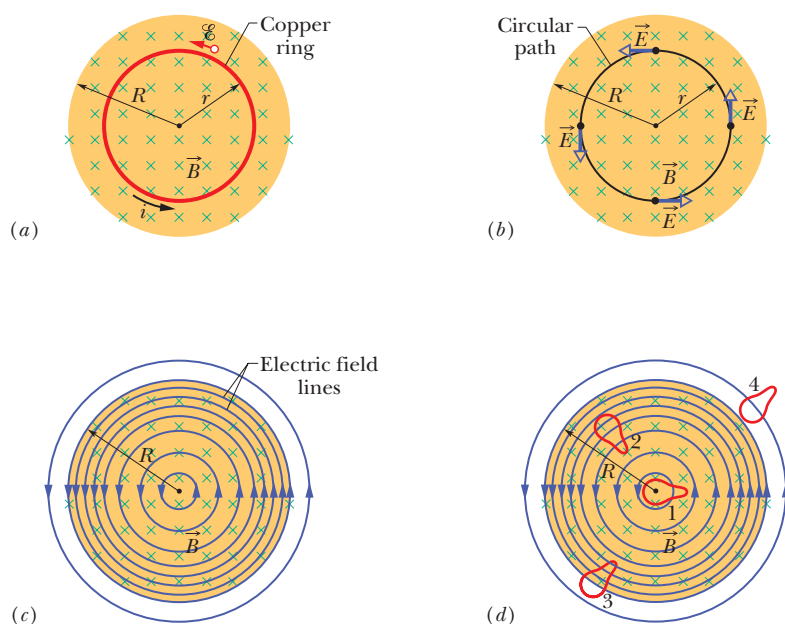 ℰ
Copper
ring
R
r
B
i
(a)
Circular
path
E
R
r
E
E
B
E
(b)
Electric field
lines
R
B
(c)
4
2
R
1
B
3
(d)